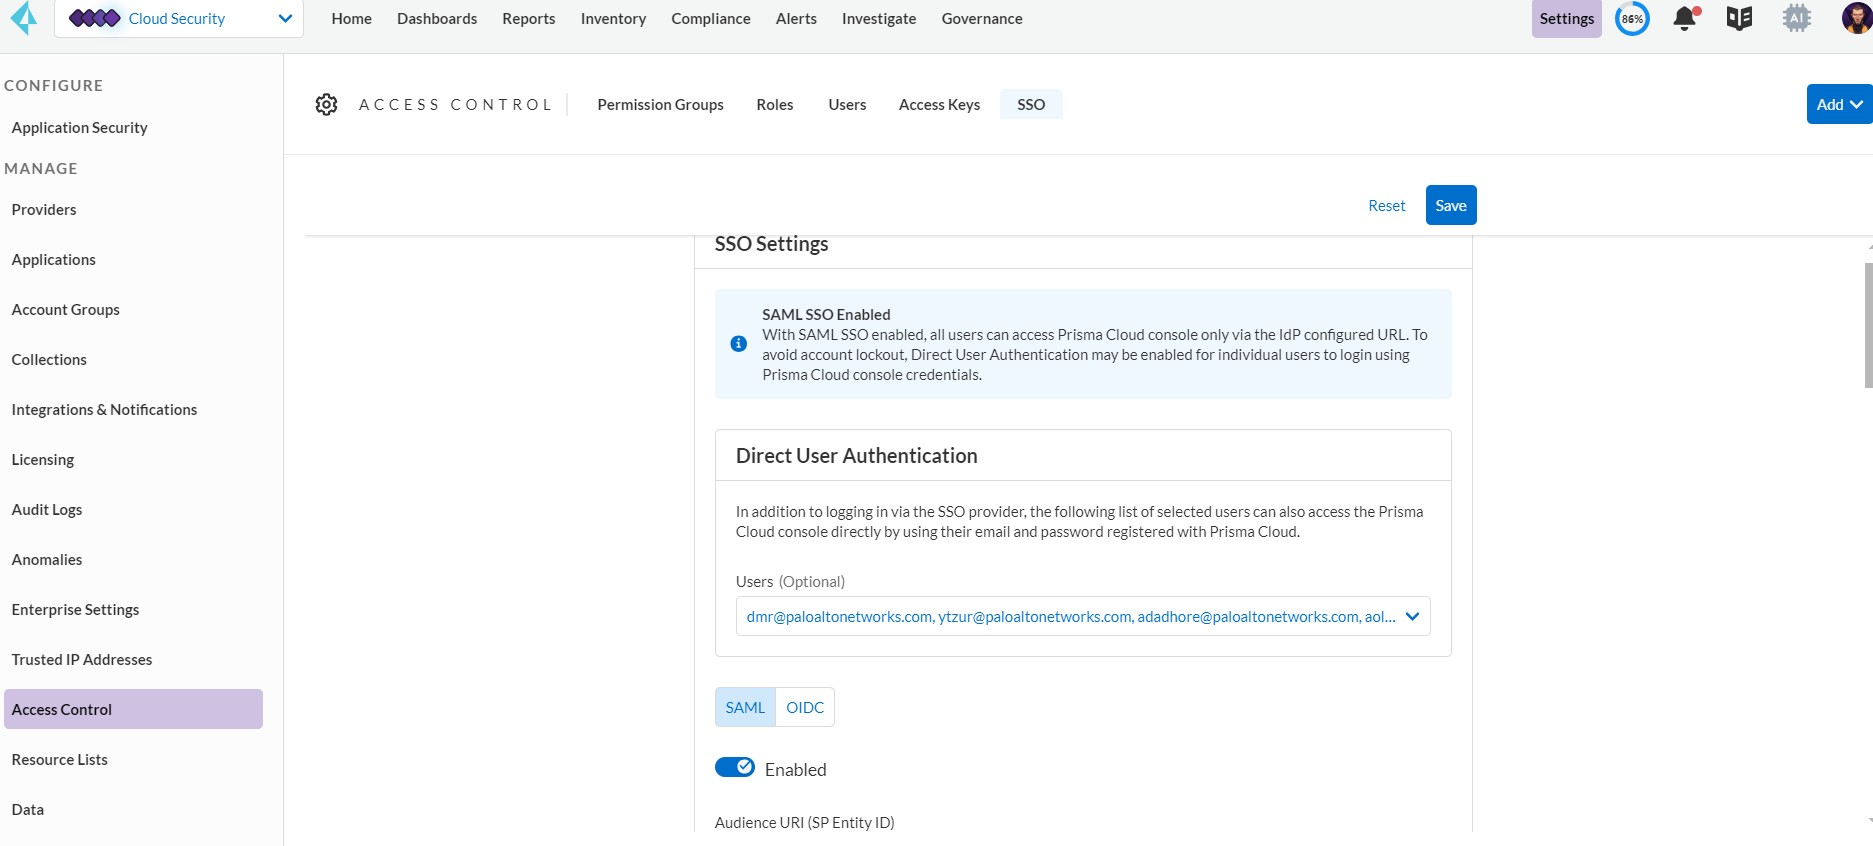 Cloud Security
Home
Dashboards
Reports
Inventory
Compliance
Alerts
Investigate
Governance
Settings
86%
AI
CONFIGURE
Application Security
MANAGE
Providers
Applications
Account Groups
Collections
Integrations & Notifications
Licensing
Audit Logs
Anomalies
Enterprise Settings
Trusted IP Addresses
Access Control
Resource Lists
Data
ACCESS CONTROL
Permission Groups
Roles
Users
Access Keys
SSO
Add
Reset
Save
SSO Settings
SAML SSO Enabled
With SAML SSO enabled, all users can access Prisma Cloud console only via the IdP configured URL. To
avoid account lockout, Direct User Authentication may be enabled for individual users to login using
Prisma Cloud console credentials.
Direct User Authentication
In addition to logging in via the SSO provider, the following list of selected users can also access the Prisma
Cloud console directly by using their email and password registered with Prisma Cloud.
Users (Optional)
dmr@paloaltonetworks.com, ytzur@paloaltonetworks.com, adadhore@paloaltonetworks.com, aol...
SAML
OIDC
Enabled
Audience URI (SP Entity ID)